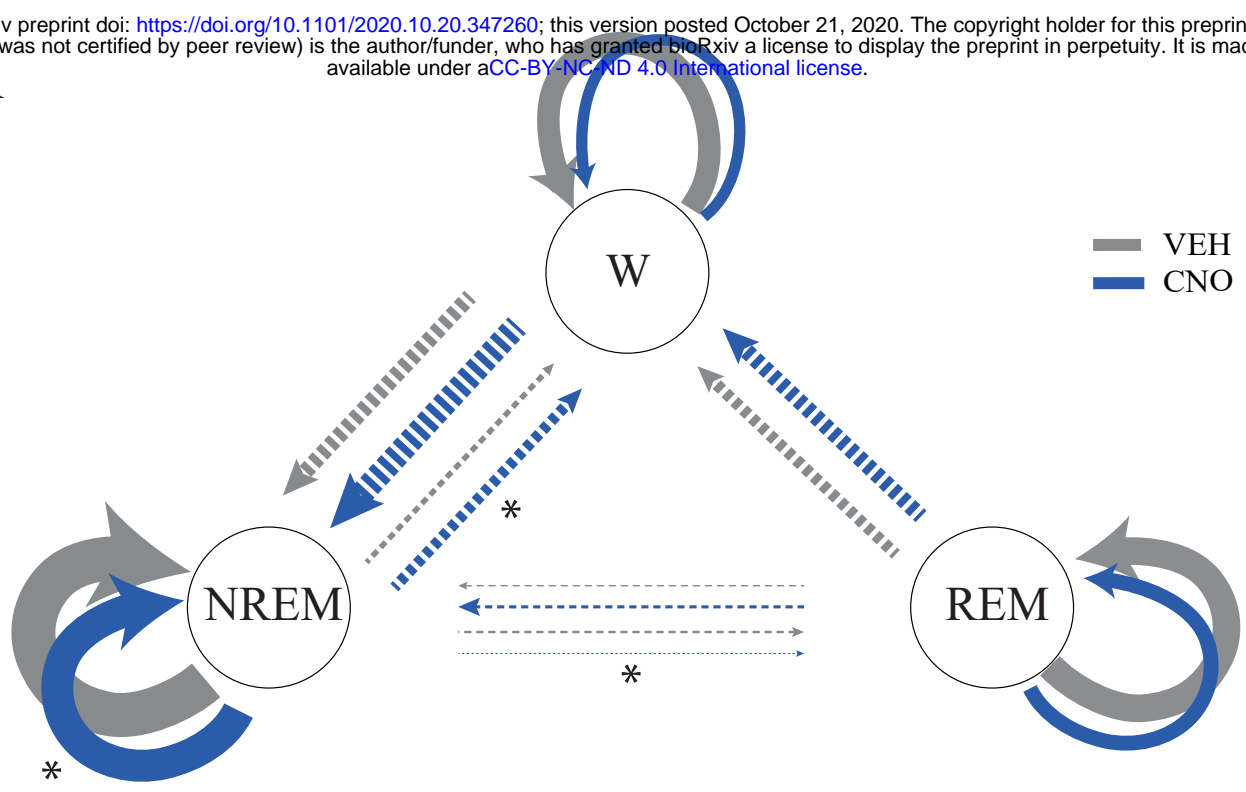 v preprint doi: https://doi.org/10.1101/2020.10.20.347260; this version posted October 21, 2020. The copyright holder for this preprin
was not certified by peer review) is the author/funder, who has granted bioRxiv a license to display the preprint in perpetuity. It is mad
available under aCC-BY-NC-ND 4.0 International license.
VEH
W
CNO
*
NREM
REM
*
*